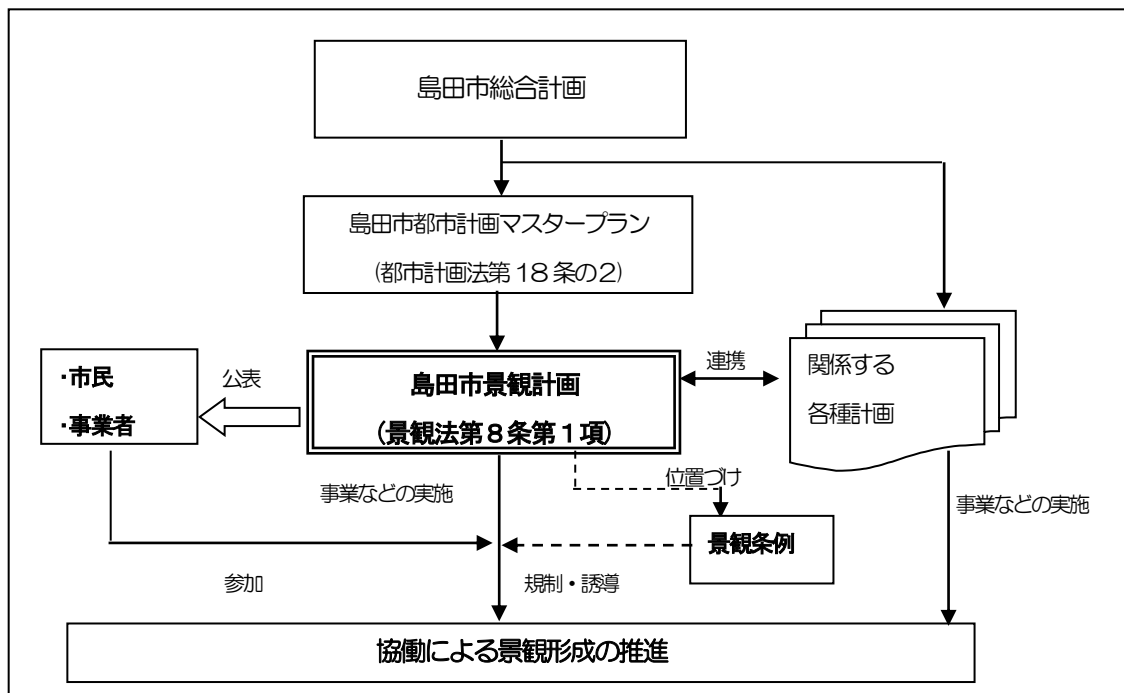 島田市総合計画
島田市都市計画マスタープラン
(都市計画法第18条の2)
・市民
・事業者
公表
島田市景観計画
(景観法第8条第1項)
連携
関係する
各種計画
位置づけ
事業などの実施
事業などの実施
景観条例
参加
規制・誘導
協働による景観形成の推進